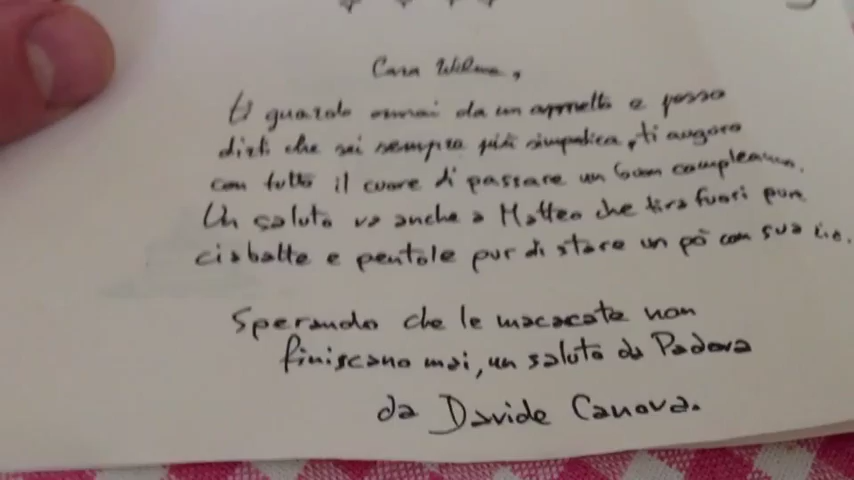 Cara Wilma,
ti guardo ormai da un annetto e posso
dirti che sei sempre più simpatica, ti auguro
con tutto il cuore di passare un buon compleanno.
Un saluto va anche a Matteo che tira fuori pure
ciabatte e pentole pur di stare un pò con sua zia.
Sperando che le macacate non
finiscano mai, un saluto da Padova
da Davide Canova.